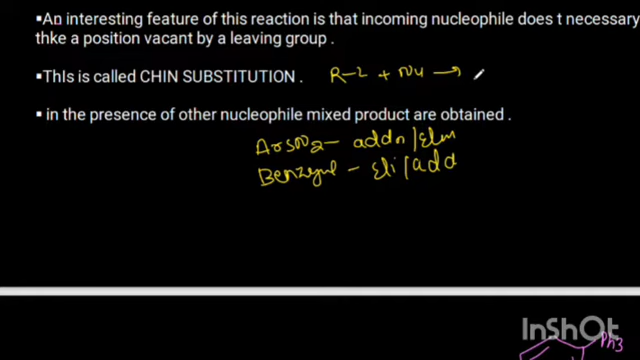 ▪ An interesting feature of this reaction is that incoming nucleophile does t necessary
thke a position vacant by a leaving group .
▪ ThIs is called CHIN SUBSTITUTION . R-L + NU →
▪ in the presence of other nucleophile mixed product are obtained .
ArSN2 - addn/Elm
Benzyne - Eli/add
InShOt
Ph3